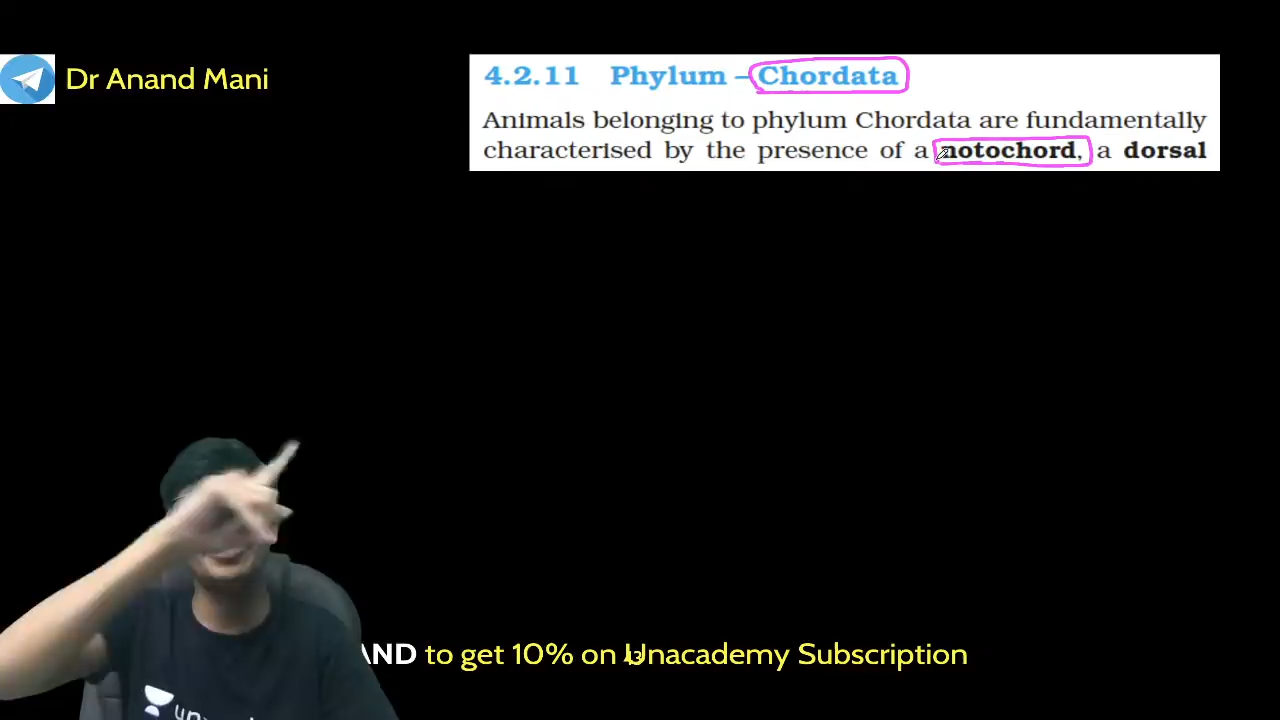 Dr Anand Mani
4.2.11 Phylum – Chordata
Animals belonging to phylum Chordata are fundamentally
characterised by the presence of a notochord, a dorsal
AND to get 10% on Unacademy Subscription